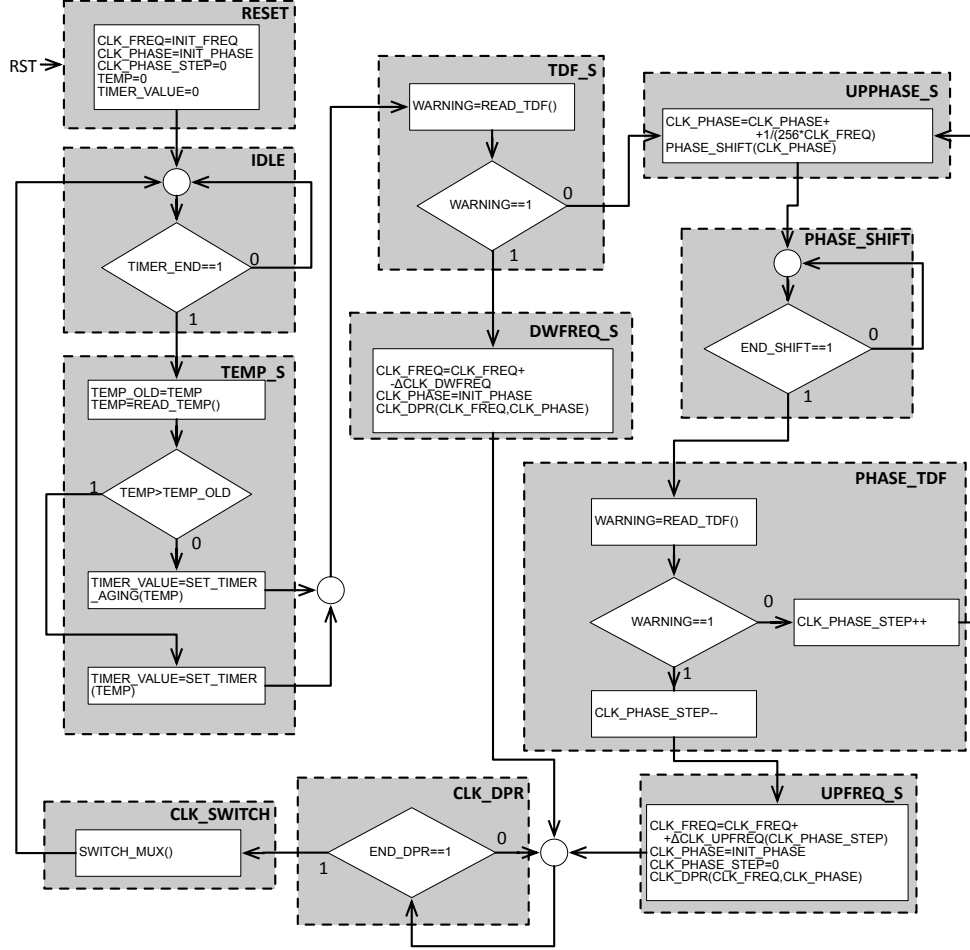 RESET
RST
CLK_FREQ=INIT_FREQ
CLK_PHASE=INIT_PHASE
CLK_PHASE_STEP=0
TEMP=0
TIMER_VALUE=0
IDLE
TIMER_END==1
0
1
TEMP_S
TEMP_OLD=TEMP
TEMP=READ_TEMP()
TEMP>TEMP_OLD
1
0
TIMER_VALUE=SET_TIMER
_AGING(TEMP)
TIMER_VALUE=SET_TIMER
(TEMP)
TDF_S
WARNING=READ_TDF()
WARNING==1
0
1
DWFREQ_S
CLK_FREQ=CLK_FREQ+
-ΔCLK_DWFREQ
CLK_PHASE=INIT_PHASE
CLK_DPR(CLK_FREQ,CLK_PHASE)
UPPHASE_S
CLK_PHASE=CLK_PHASE+
+1/(256*CLK_FREQ)
PHASE_SHIFT(CLK_PHASE)
PHASE_SHIFT
END_SHIFT==1
0
1
PHASE_TDF
WARNING=READ_TDF()
WARNING==1
0
CLK_PHASE_STEP++
1
CLK_PHASE_STEP--
UPFREQ_S
CLK_FREQ=CLK_FREQ+
+ΔCLK_UPFREQ(CLK_PHASE_STEP)
CLK_PHASE=INIT_PHASE
CLK_PHASE_STEP=0
CLK_DPR(CLK_FREQ,CLK_PHASE)
CLK_DPR
END_DPR==1
0
1
CLK_SWITCH
SWITCH_MUX()